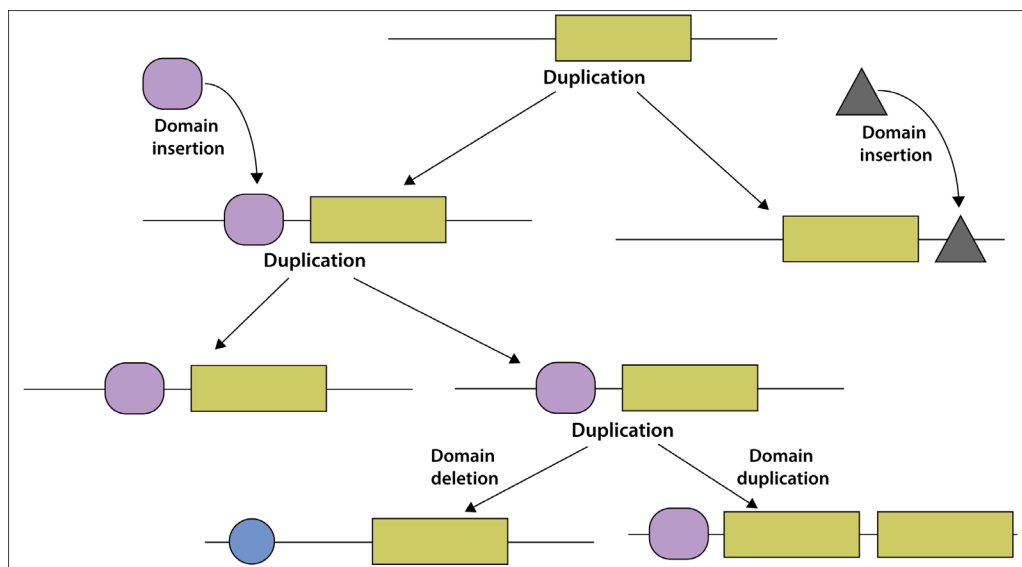 Duplication
Domain
insertion
Domain
insertion
Duplication
Duplication
Domain
deletion
Domain
duplication